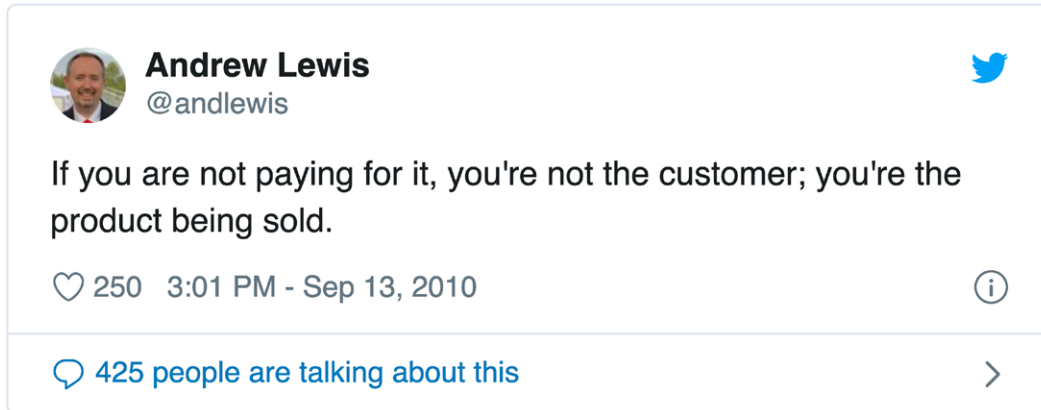 Andrew Lewis
@andlewis
If you are not paying for it, you're not the customer; you're the
product being sold.
250 3:01 PM - Sep 13, 2010
425 people are talking about this